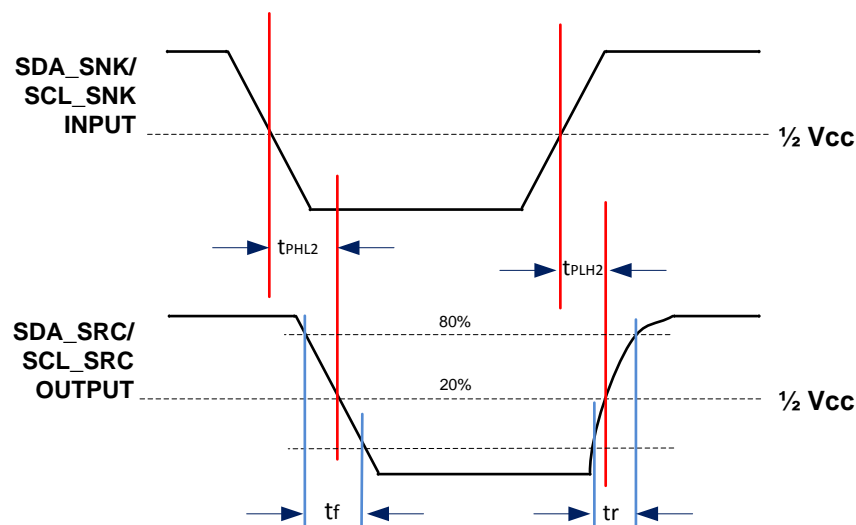 SDA_SNK/
SCL_SNK
INPUT
½ Vcc
tPHL2
tPLH2
SDA_SRC/
SCL_SRC
OUTPUT
80%
20%
½ Vcc
tf
tr